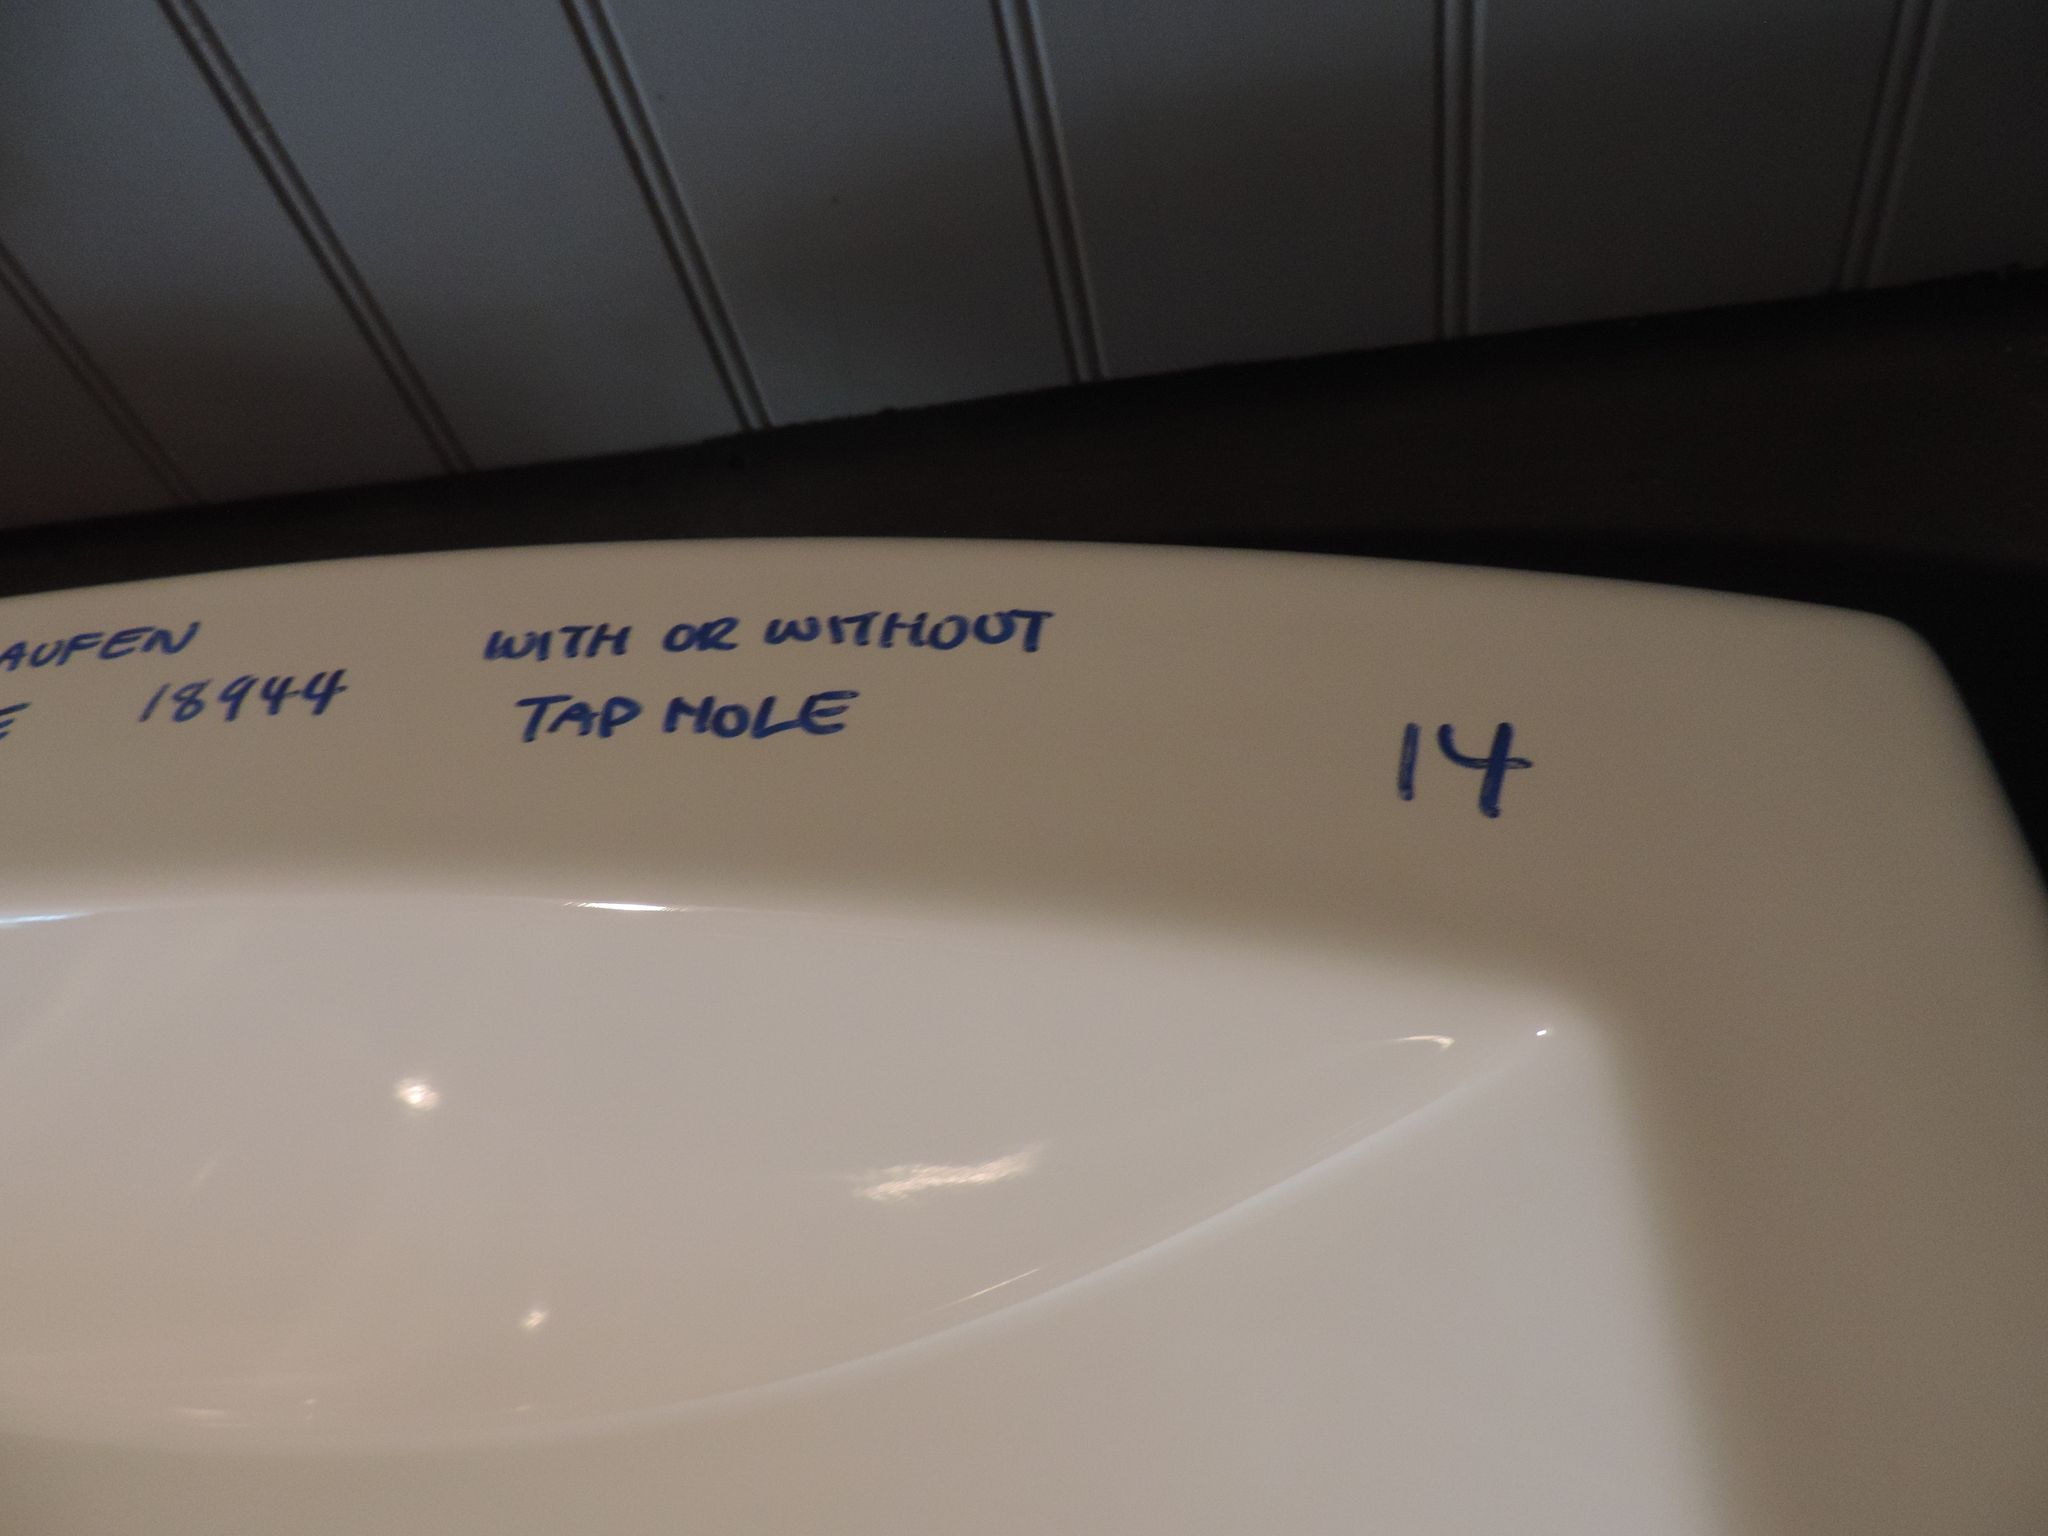 AUFEN
E 18944
WITH OR WITHOUT
TAP HOLE
14